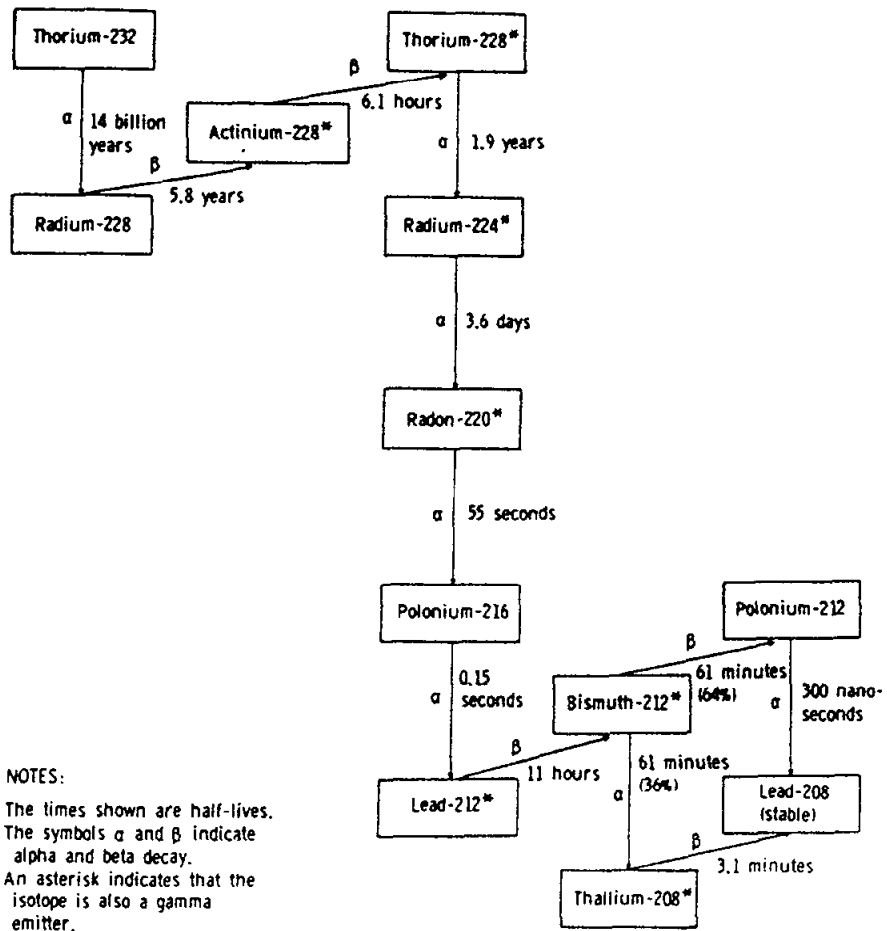 Thorium-232
Thorium-228*
β
6.1 hours
α 14 billion
years
Actinium-228*
α 1.9 years
β
5.8 years
Radium-228
Radium-224*
α 3.6 days
Radon-220*
α 55 seconds
Polonium-216
Polonium-212
β
61 minutes
(64%)
α 0.15
seconds
Bismuth-212*
α 300 nano-
seconds
β
11 hours
61 minutes
(36%)
α
Lead-212*
Lead-208
(stable)
β
3.1 minutes
Thallium-208*
NOTES:
The times shown are half-lives.
The symbols α and β indicate
alpha and beta decay.
An asterisk indicates that the
isotope is also a gamma
emitter.